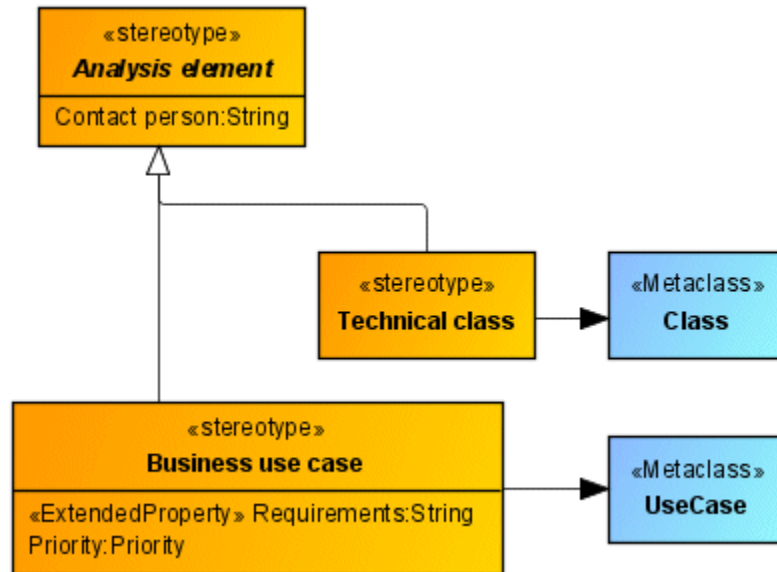 «stereotype»
Analysis element
Contact person:String
«stereotype»
Technical class
«Metaclass»
Class
«stereotype»
Business use case
«ExtendedProperty» Requirements:String
Priority:Priority
«Metaclass»
UseCase